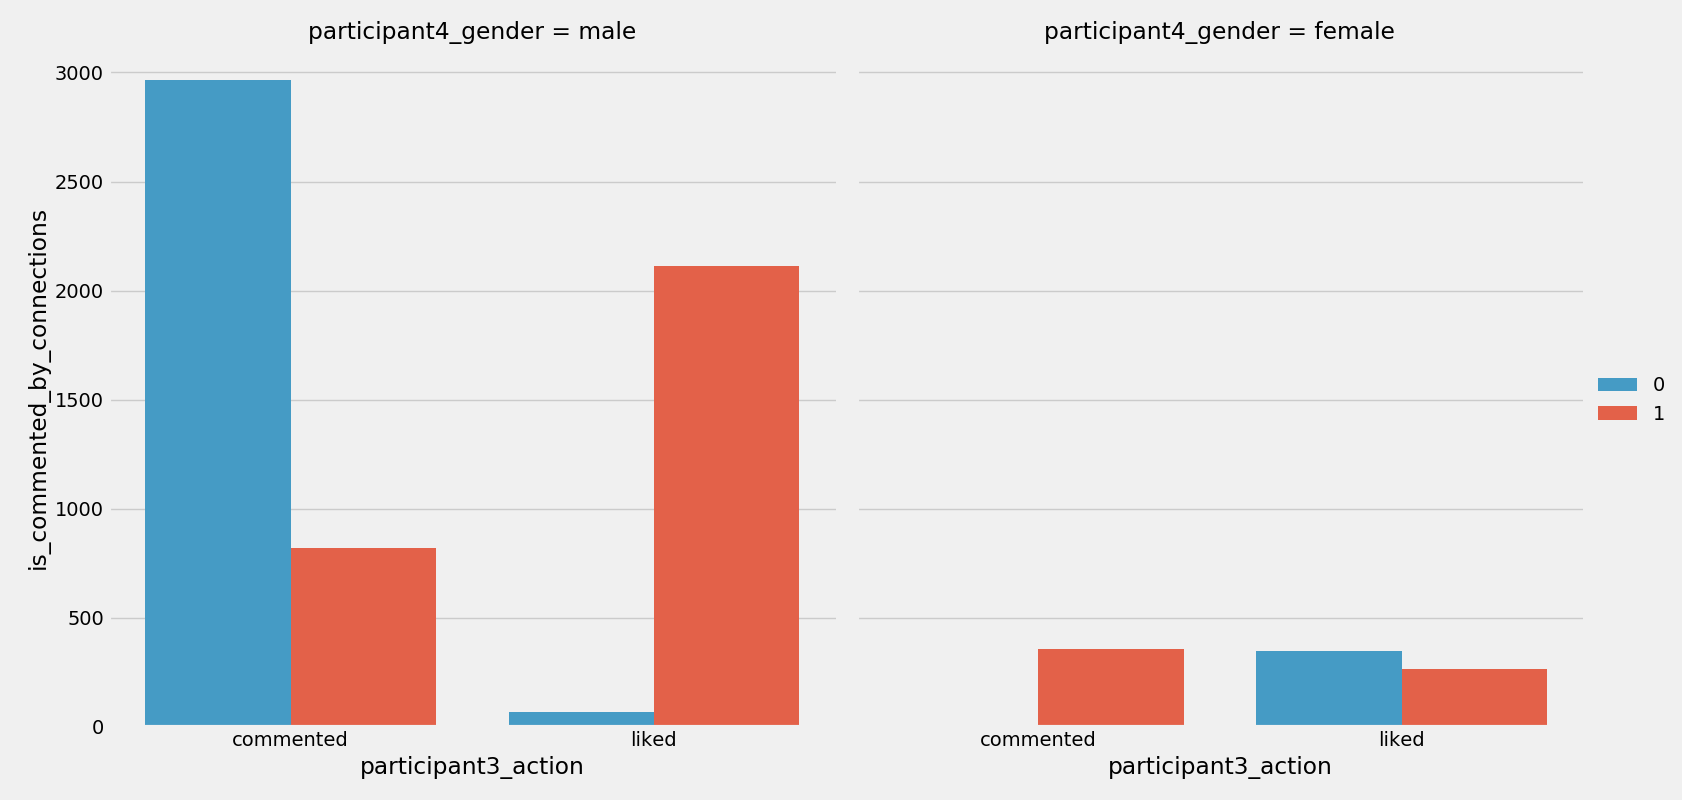 participant4_gender = male
participant4_gender = female
is_commented_by_connections
3000
2500
2000
1500
1000
500
0
commented
liked
commented
liked
participant3_action
participant3_action
0
1